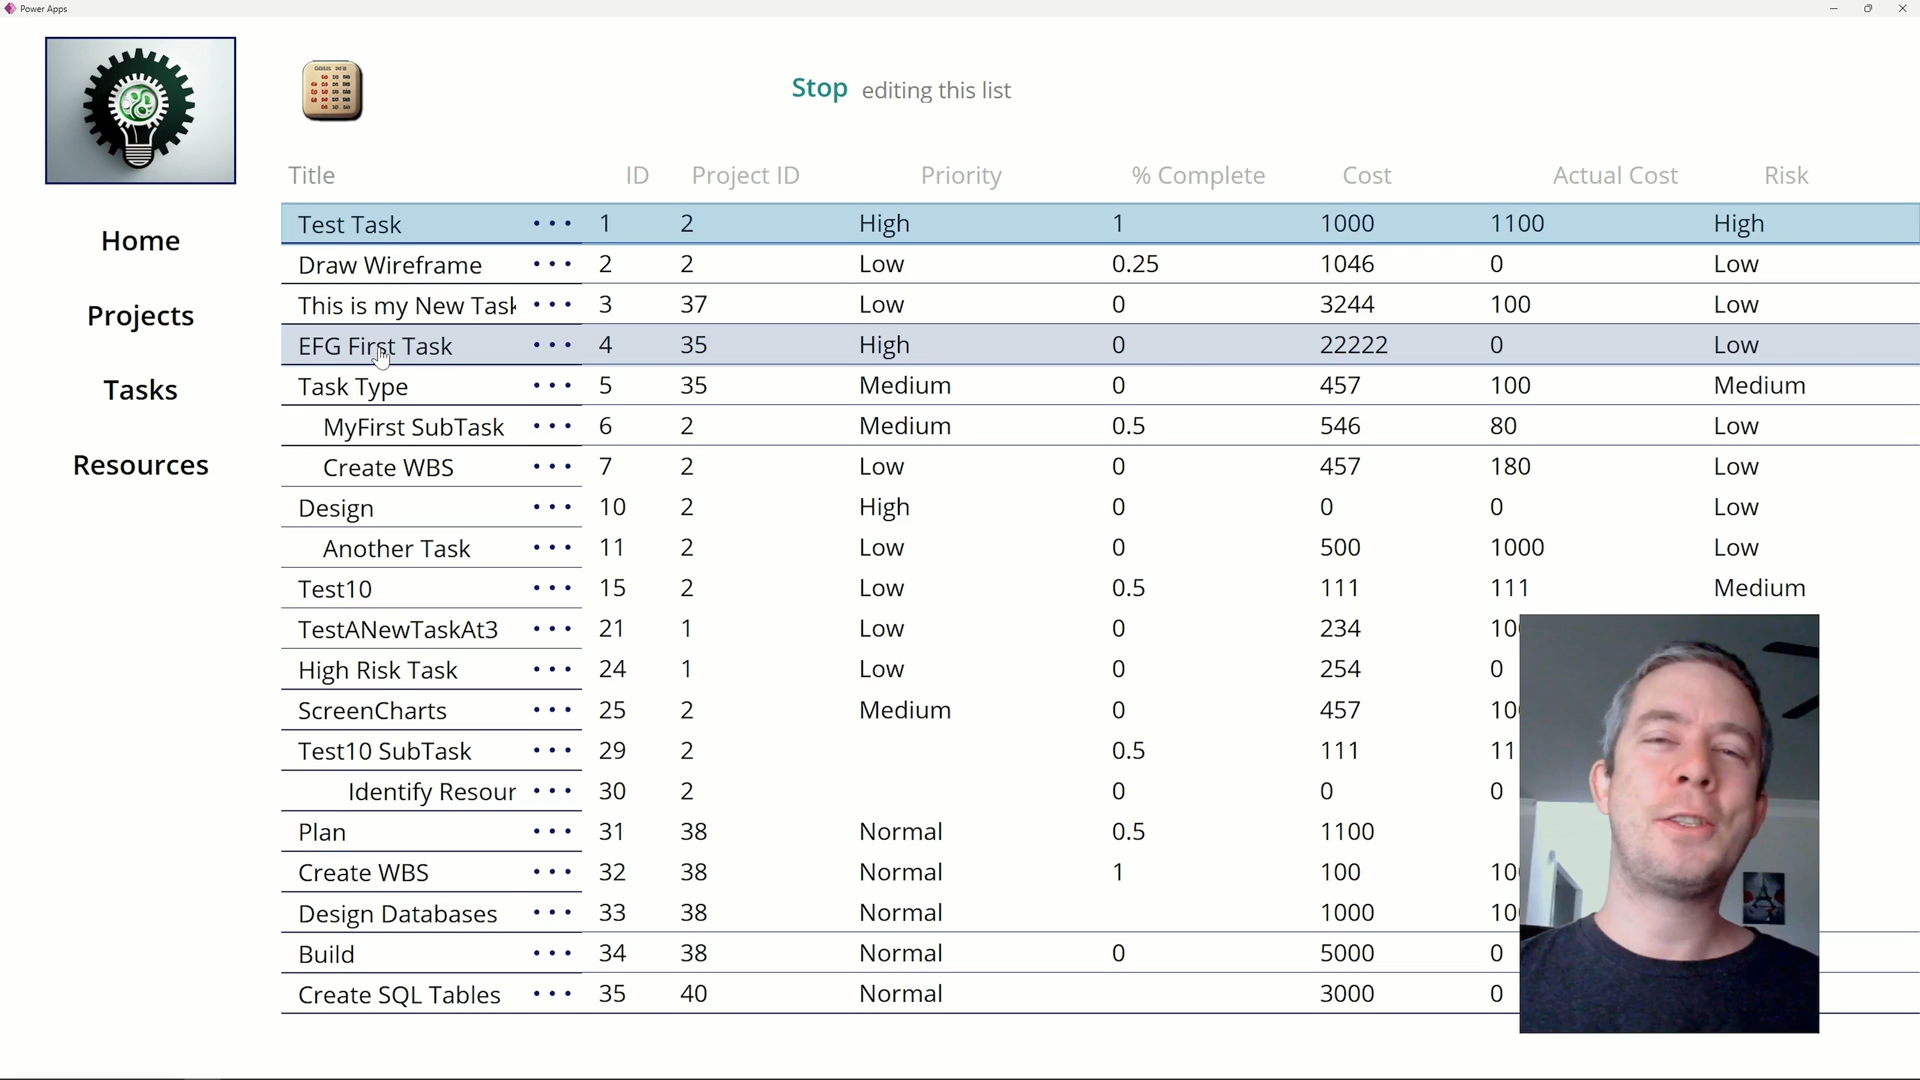 Power Apps
Stop editing this list
Title ID Project ID Priority % Complete Cost Actual Cost Risk
Home
Projects
Tasks
Resources
Test Task ••• 1 2 High 1 1000 1100 High
Draw Wireframe ••• 2 2 Low 0.25 1046 0 Low
This is my New Task ••• 3 37 Low 0 3244 100 Low
EFG First Task ••• 4 35 High 0 22222 0 Low
Task Type ••• 5 35 Medium 0 457 100 Medium
MyFirst SubTask ••• 6 2 Medium 0.5 546 80 Low
Create WBS ••• 7 2 Low 0 457 180 Low
Design ••• 10 2 High 0 0 0 Low
Another Task ••• 11 2 Low 0 500 1000 Low
Test10 ••• 15 2 Low 0.5 111 111 Medium
TestANewTaskAt3 ••• 21 1 Low 0 234
High Risk Task ••• 24 1 Low 0 254 0
ScreenCharts ••• 25 2 Medium 0 457
Test10 SubTask ••• 29 2 0.5 111
Identify Resour ••• 30 2 0 0 0
Plan ••• 31 38 Normal 0.5 1100
Create WBS ••• 32 38 Normal 1 100
Design Databases ••• 33 38 Normal 1000
Build ••• 34 38 Normal 0 5000 0
Create SQL Tables ••• 35 40 Normal 3000 0